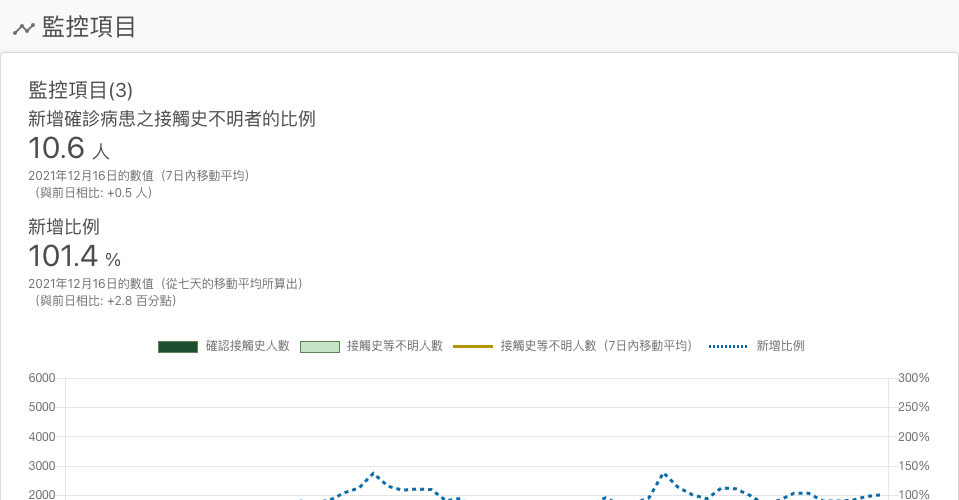 監控項目
監控項目(3)
新增確診病患之接觸史不明者的比例
10.6 人
2021年12月16日的數值（7日內移動平均）
（與前日相比: +0.5 人）
新增比例
101.4 %
2021年12月16日的數值（從七天的移動平均所算出）
（與前日相比: +2.8 百分點）
確認接觸史人數 接觸史等不明人數 接觸史等不明人數（7日內移動平均） 新增比例
6000 300%
5000 250%
4000 200%
3000 150%
2000 100%